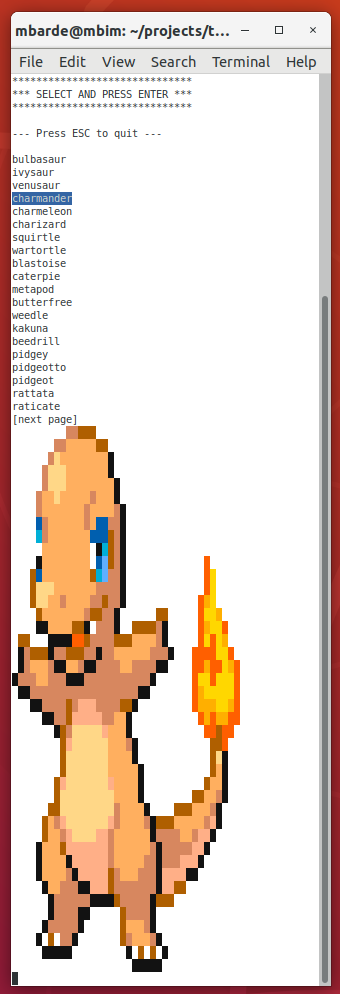 mbarde@mbim: ~/projects/t...
File Edit View Search Terminal Help
******************************
*** SELECT AND PRESS ENTER ***
******************************
--- Press ESC to quit ---
bulbasaur
ivysaur
venusaur
charmander
charmeleon
charizard
squirtle
wartortle
blastoise
caterpie
metapod
butterfree
weedle
kakuna
beedrill
pidgey
pidgeotto
pidgeot
rattata
raticate
[next page]